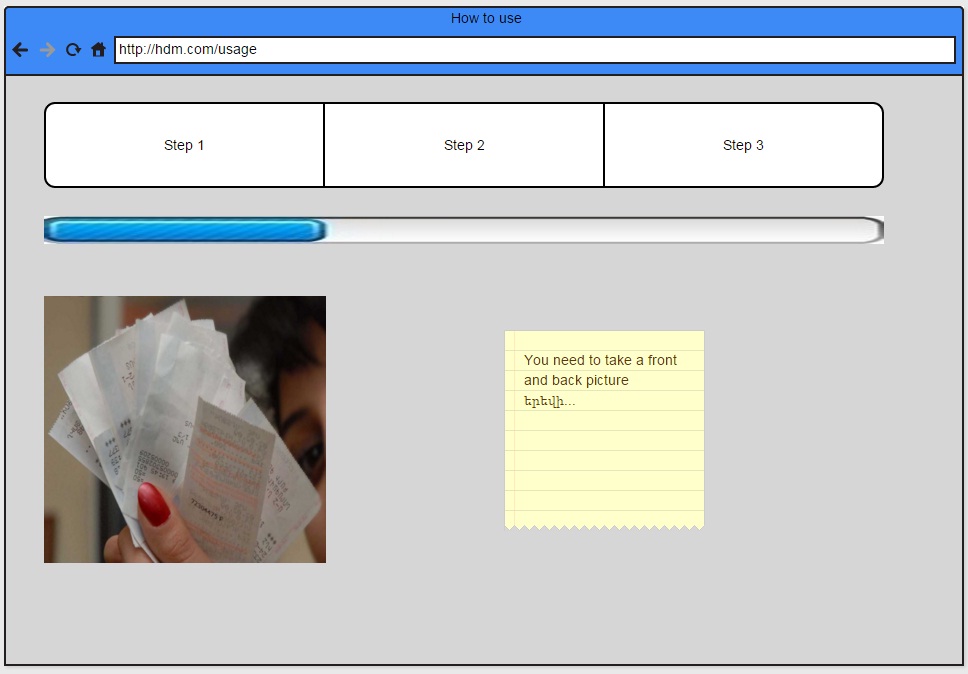 How to use
http://hdm.com/usage
Step 1
Step 2
Step 3
You need to take a front
and back picture
երեվի...